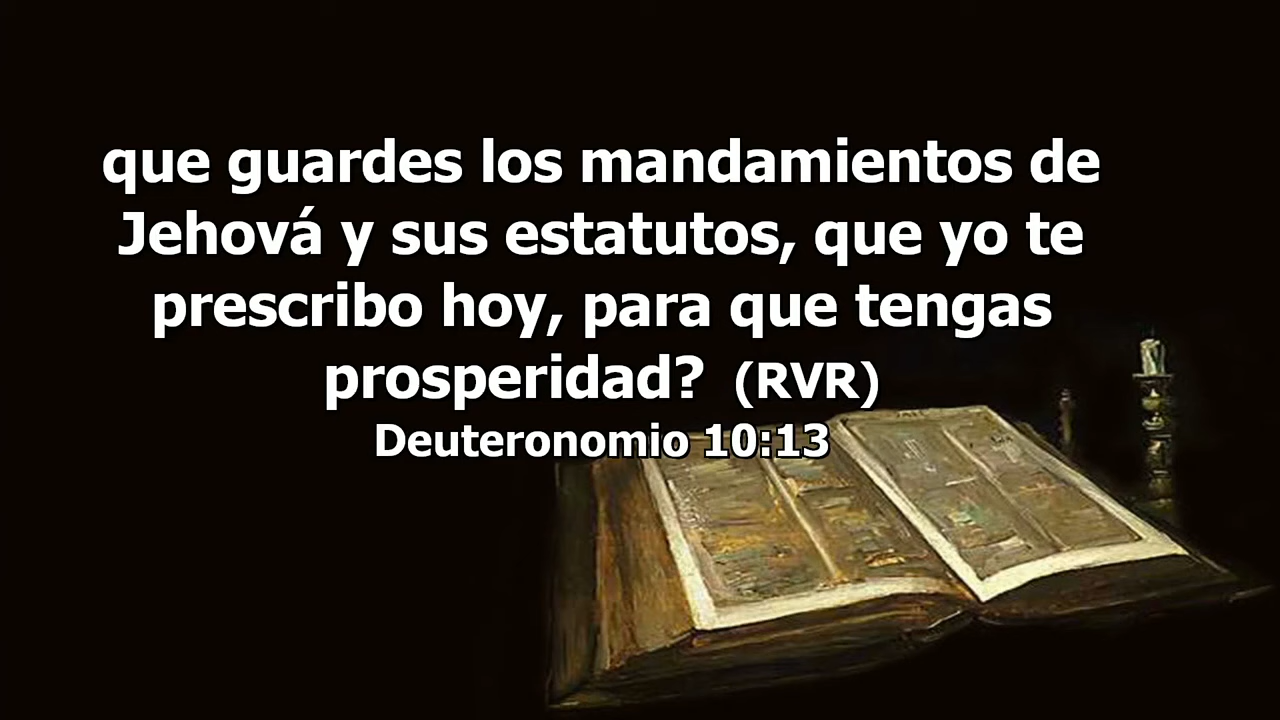 que guardes los mandamientos de
Jehová y sus estatutos, que yo te
prescribo hoy, para que tengas
prosperidad? (RVR)
Deuteronomio 10:13